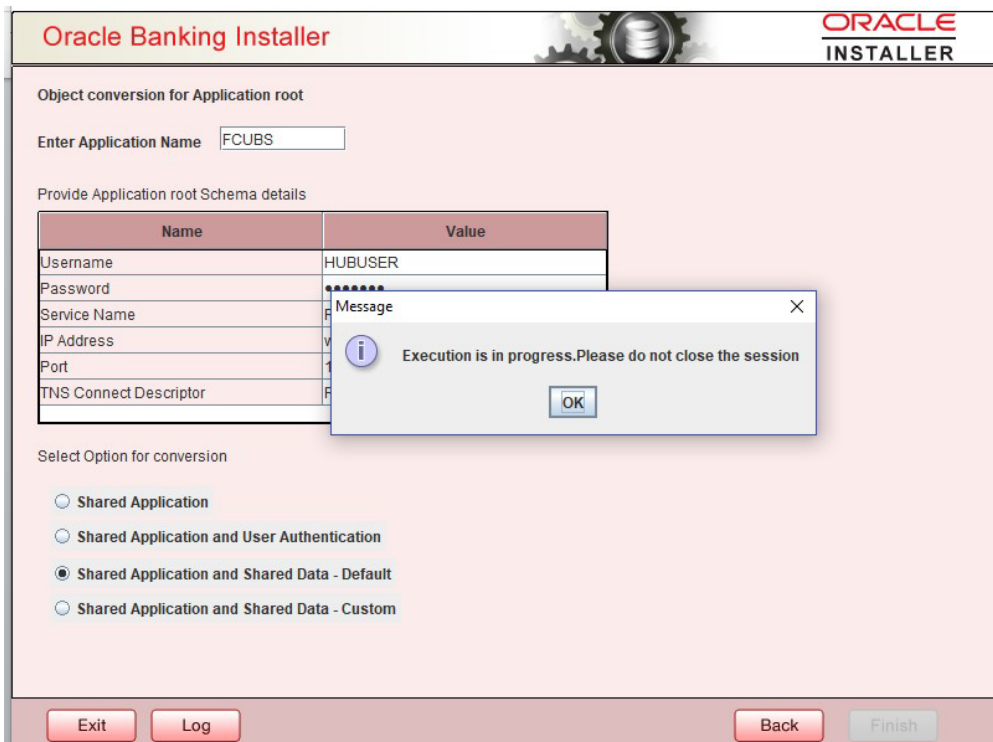 Oracle Banking Installer
ORACLE
INSTALLER
Object conversion for Application root
Enter Application Name FCUBS
Provide Application root Schema details
Name Value
Username HUBUSER
Password •••••••
Service Name
IP Address
Port
TNS Connect Descriptor
Message
Execution is in progress.Please do not close the session
OK
Select Option for conversion
Shared Application
Shared Application and User Authentication
Shared Application and Shared Data - Default
Shared Application and Shared Data - Custom
Exit Log Back Finish